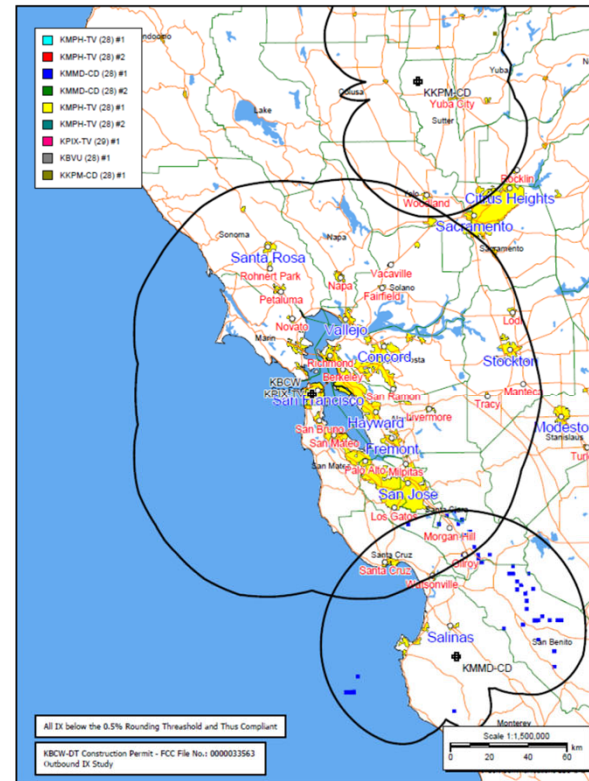 KMPH-TV (28) #1
KMPH-TV (28) #2
KMMD-CD (28) #1
KMMD-CD (28) #2
KMPH-TV (28) #1
KMPH-TV (28) #2
KPIX-TV (29) #1
KBVU (28) #1
KKPM-CD (28) #1
Lake
Colusa
Yuba
KKPM-CD
Yuba City
Sutter
Rocklin
Yolo
Woodland
Citrus Heights
Sacramento
Sacramento
Sonoma
Napa
Santa Rosa
Rohnert Park
Vacaville
Napa
Solano
Fairfield
Petaluma
Novato
Vallejo
Lodi
Marin
Concord
Stockton
Richmond
Berkeley
KBCW
KPIX-TV
San Francisco
San Ramon
Manteca
Tracy
Livermore
Hayward
Modesto
Stanislaus
San Bruno
Fremont
San Mateo
San Mateo
Palo Alto
Milpitas
San Jose
Los Gatos
Santa Clara
Morgan Hill
Santa Cruz
Santa Cruz
Gilroy
Watsonville
Salinas
San Benito
KMMD-CD
Monterey
All IX below the 0.5% Rounding Threashold and Thus Compliant
KBCW-DT Construction Permit - FCC File No.: 0000033563
Outbound IX Study
Scale 1:1,500,000
0 20 40 60
km